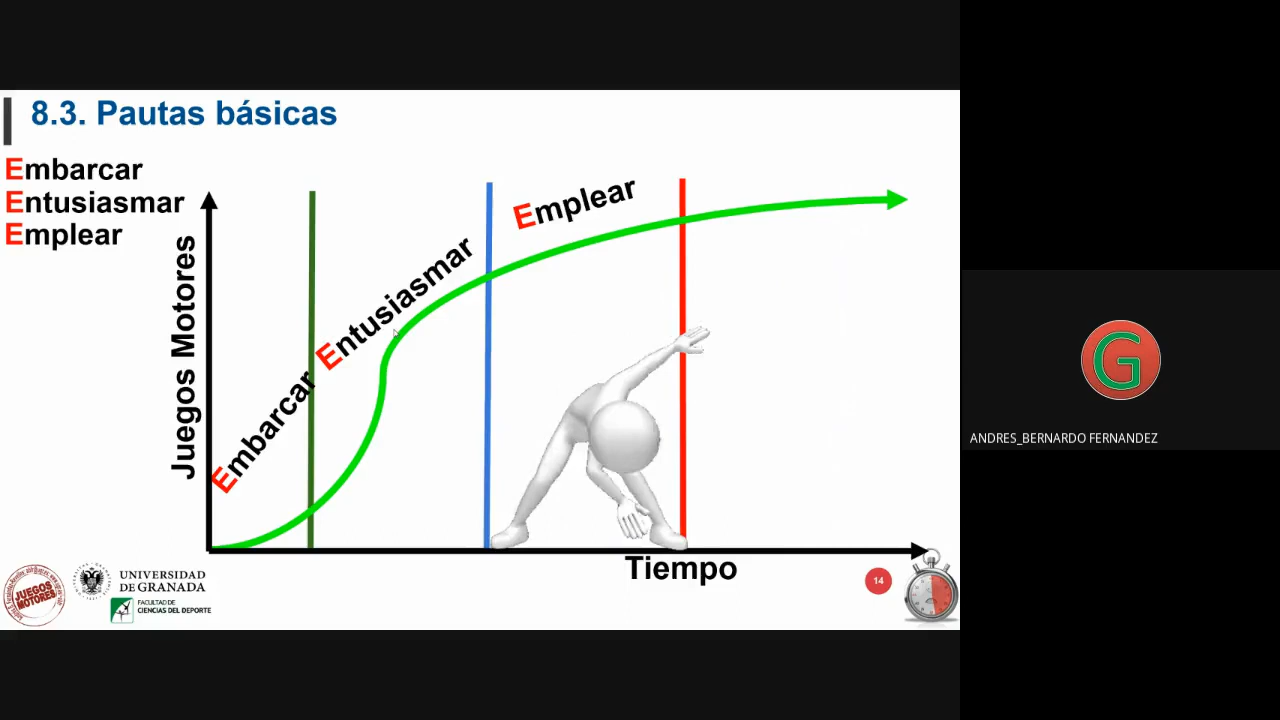 8.3. Pautas básicas
Embarcar
Entusiasmar
Emplear
Juegos Motores
Embarcar
Entusiasmar
Emplear
Tiempo
JUEGOS
MOTORES
UNIVERSIDAD
DE GRANADA
FACULTAD DE
CIENCIAS DEL DEPORTE
14
G
ANDRES_BERNARDO FERNANDEZ